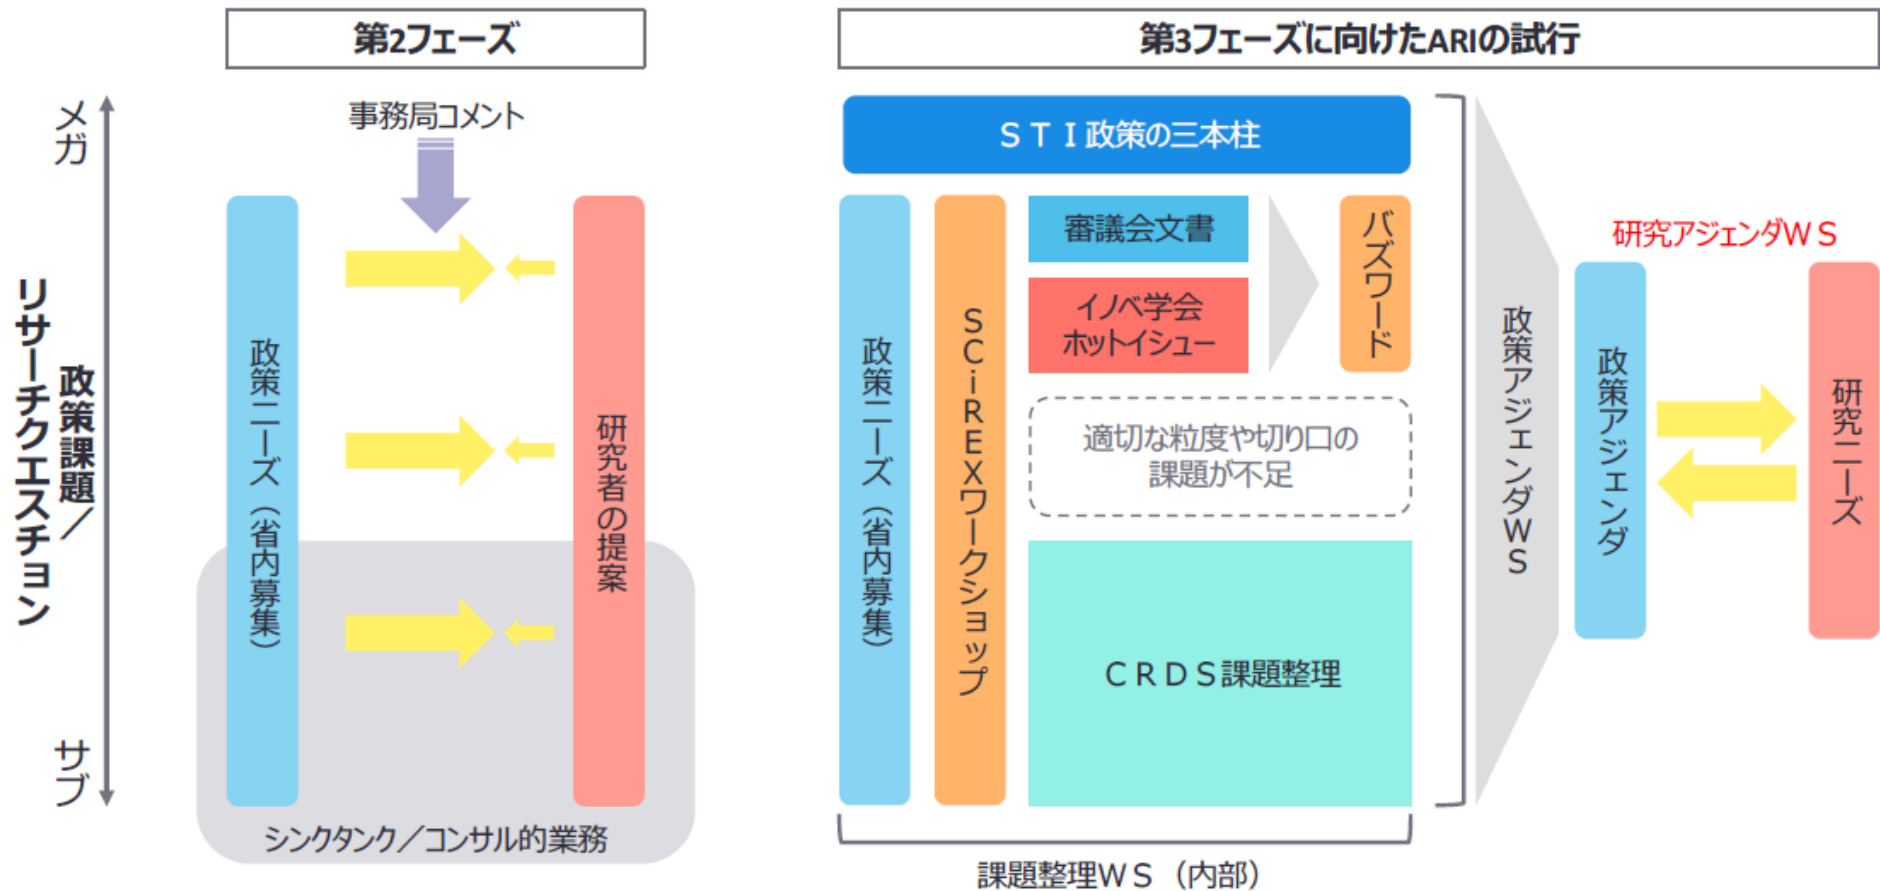 第2フェーズ
第3フェーズに向けたARIの試行
メガ
サブ
政策課題／
リサーチクエスチョン
事務局コメント
政策ニーズ（省内募集）
研究者の提案
シンクタンク／コンサル的業務
ＳＴＩ政策の三本柱
政策ニーズ（省内募集）
ＳＣｉＲＥＸワークショップ
審議会文書
イノベ学会
ホットイシュー
バズワード
適切な粒度や切り口の
課題が不足
ＣＲＤＳ課題整理
課題整理ＷＳ（内部）
政策アジェンダＷＳ
研究アジェンダＷＳ
政策アジェンダ
研究ニーズ